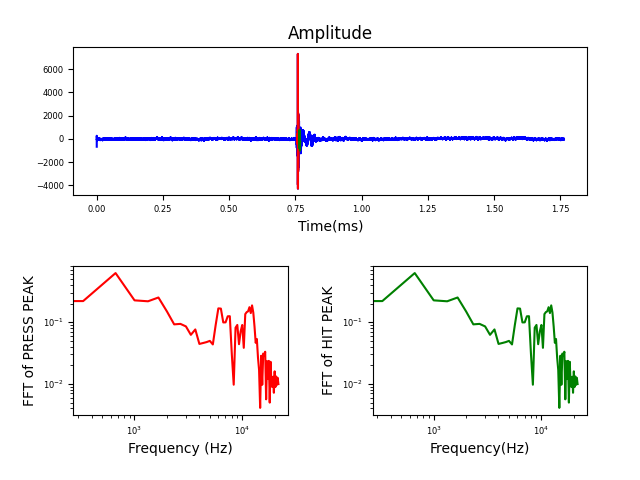 Amplitude
6000
4000
2000
0
−2000
−4000
0.00 0.25 0.50 0.75 1.00 1.25 1.50 1.75
Time(ms)
FFT of PRESS PEAK
10⁻¹
10⁻²
10³ 10⁴
Frequency (Hz)
FFT of HIT PEAK
10⁻¹
10⁻²
10³ 10⁴
Frequency(Hz)